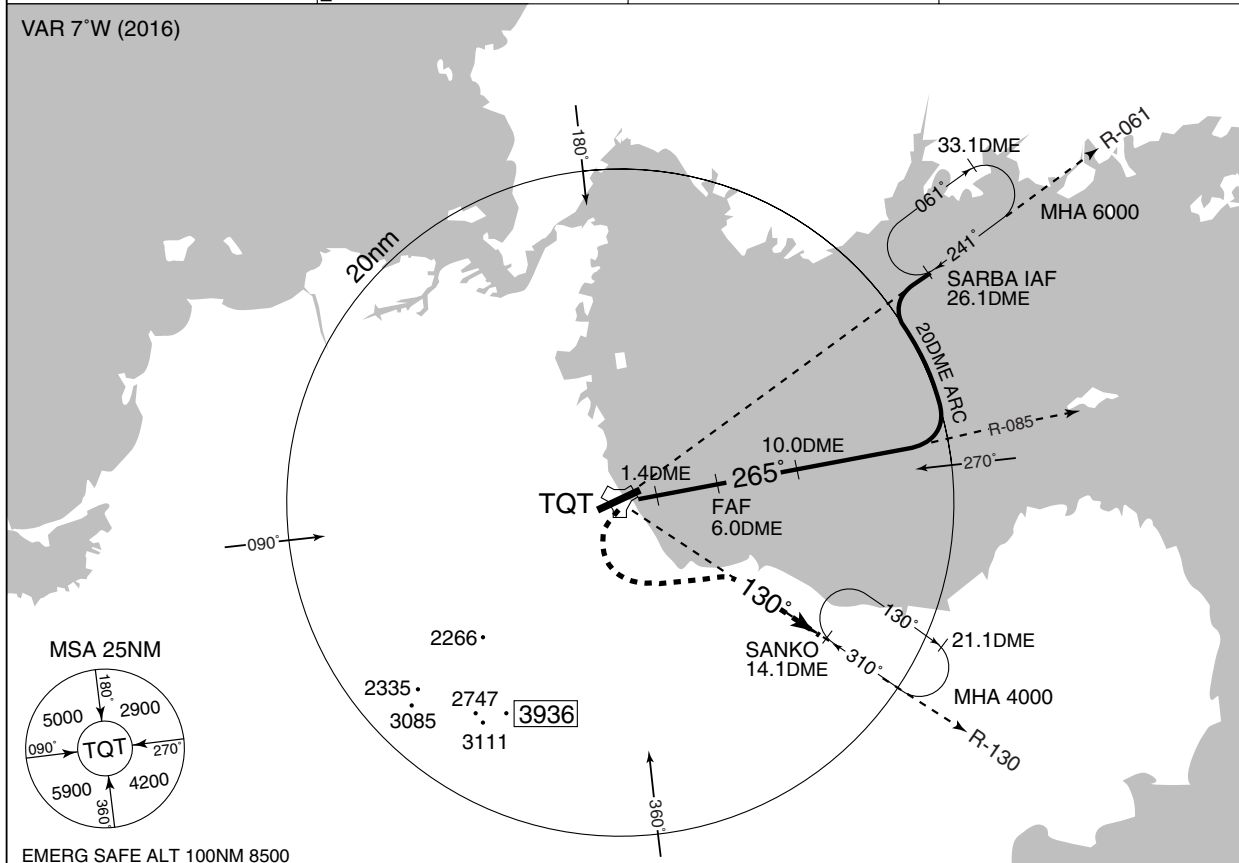 VAR 7°W (2016)
180°
33.1DME
R-061
061°
MHA 6000
20nm
241°
SARBA IAF
26.1DME
20DME ARC
R-085
10.0DME
270°
1.4DME
265°
TQT
FAF
6.0DME
090°
130°
130°
2266
SANKO
14.1DME
310°
21.1DME
MSA 25NM
MHA 4000
2335
3085
2747
3936
3111
R-130
180°
5000
2900
090°
TQT
270°
5900
4200
360°
360°
EMERG SAFE ALT 100NM 8500